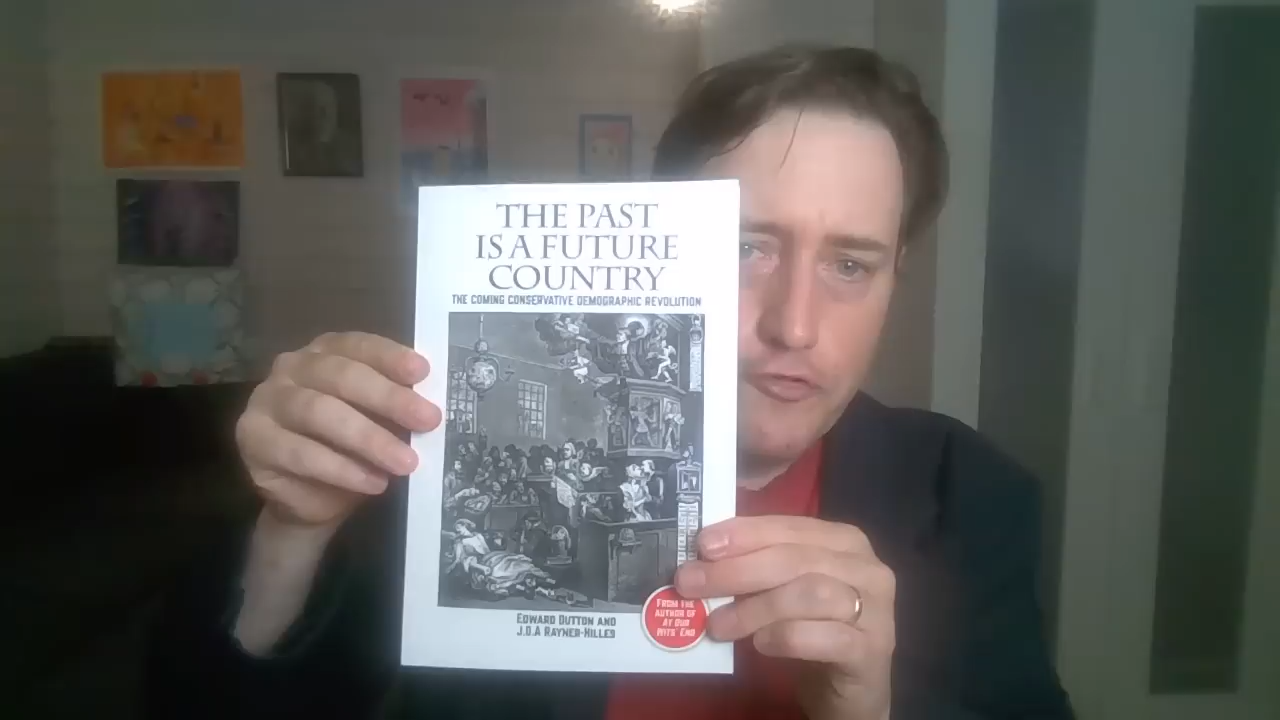 THE PAST
IS A FUTURE
COUNTRY
THE COMING CONSERVATIVE DEMOGRAPHIC REVOLUTION
EDWARD DUTTON AND
J.O.A RAYNER-HILLES
FROM THE
AUTHOR OF
AT OUR
WITS' END